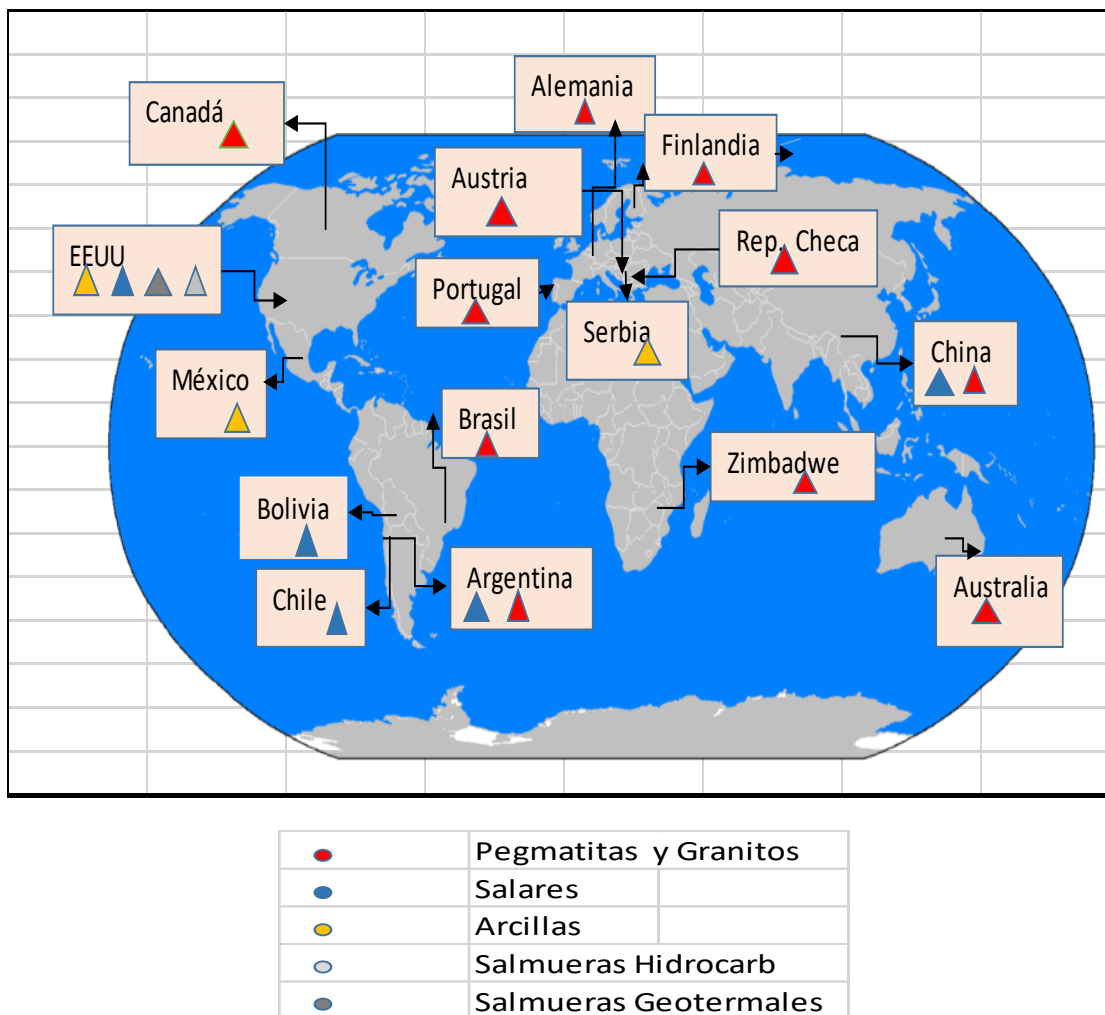 Alemania
Canadá
Finlandia
Austria
Rep. Checa
EEUU
Portugal
Serbia
China
México
Brasil
Zimbadwe
Bolivia
Argentina
Australia
Chile
Pegmatitas y Granitos
Salares
Arcillas
Salmueras Hidrocarb
Salmueras Geotermales